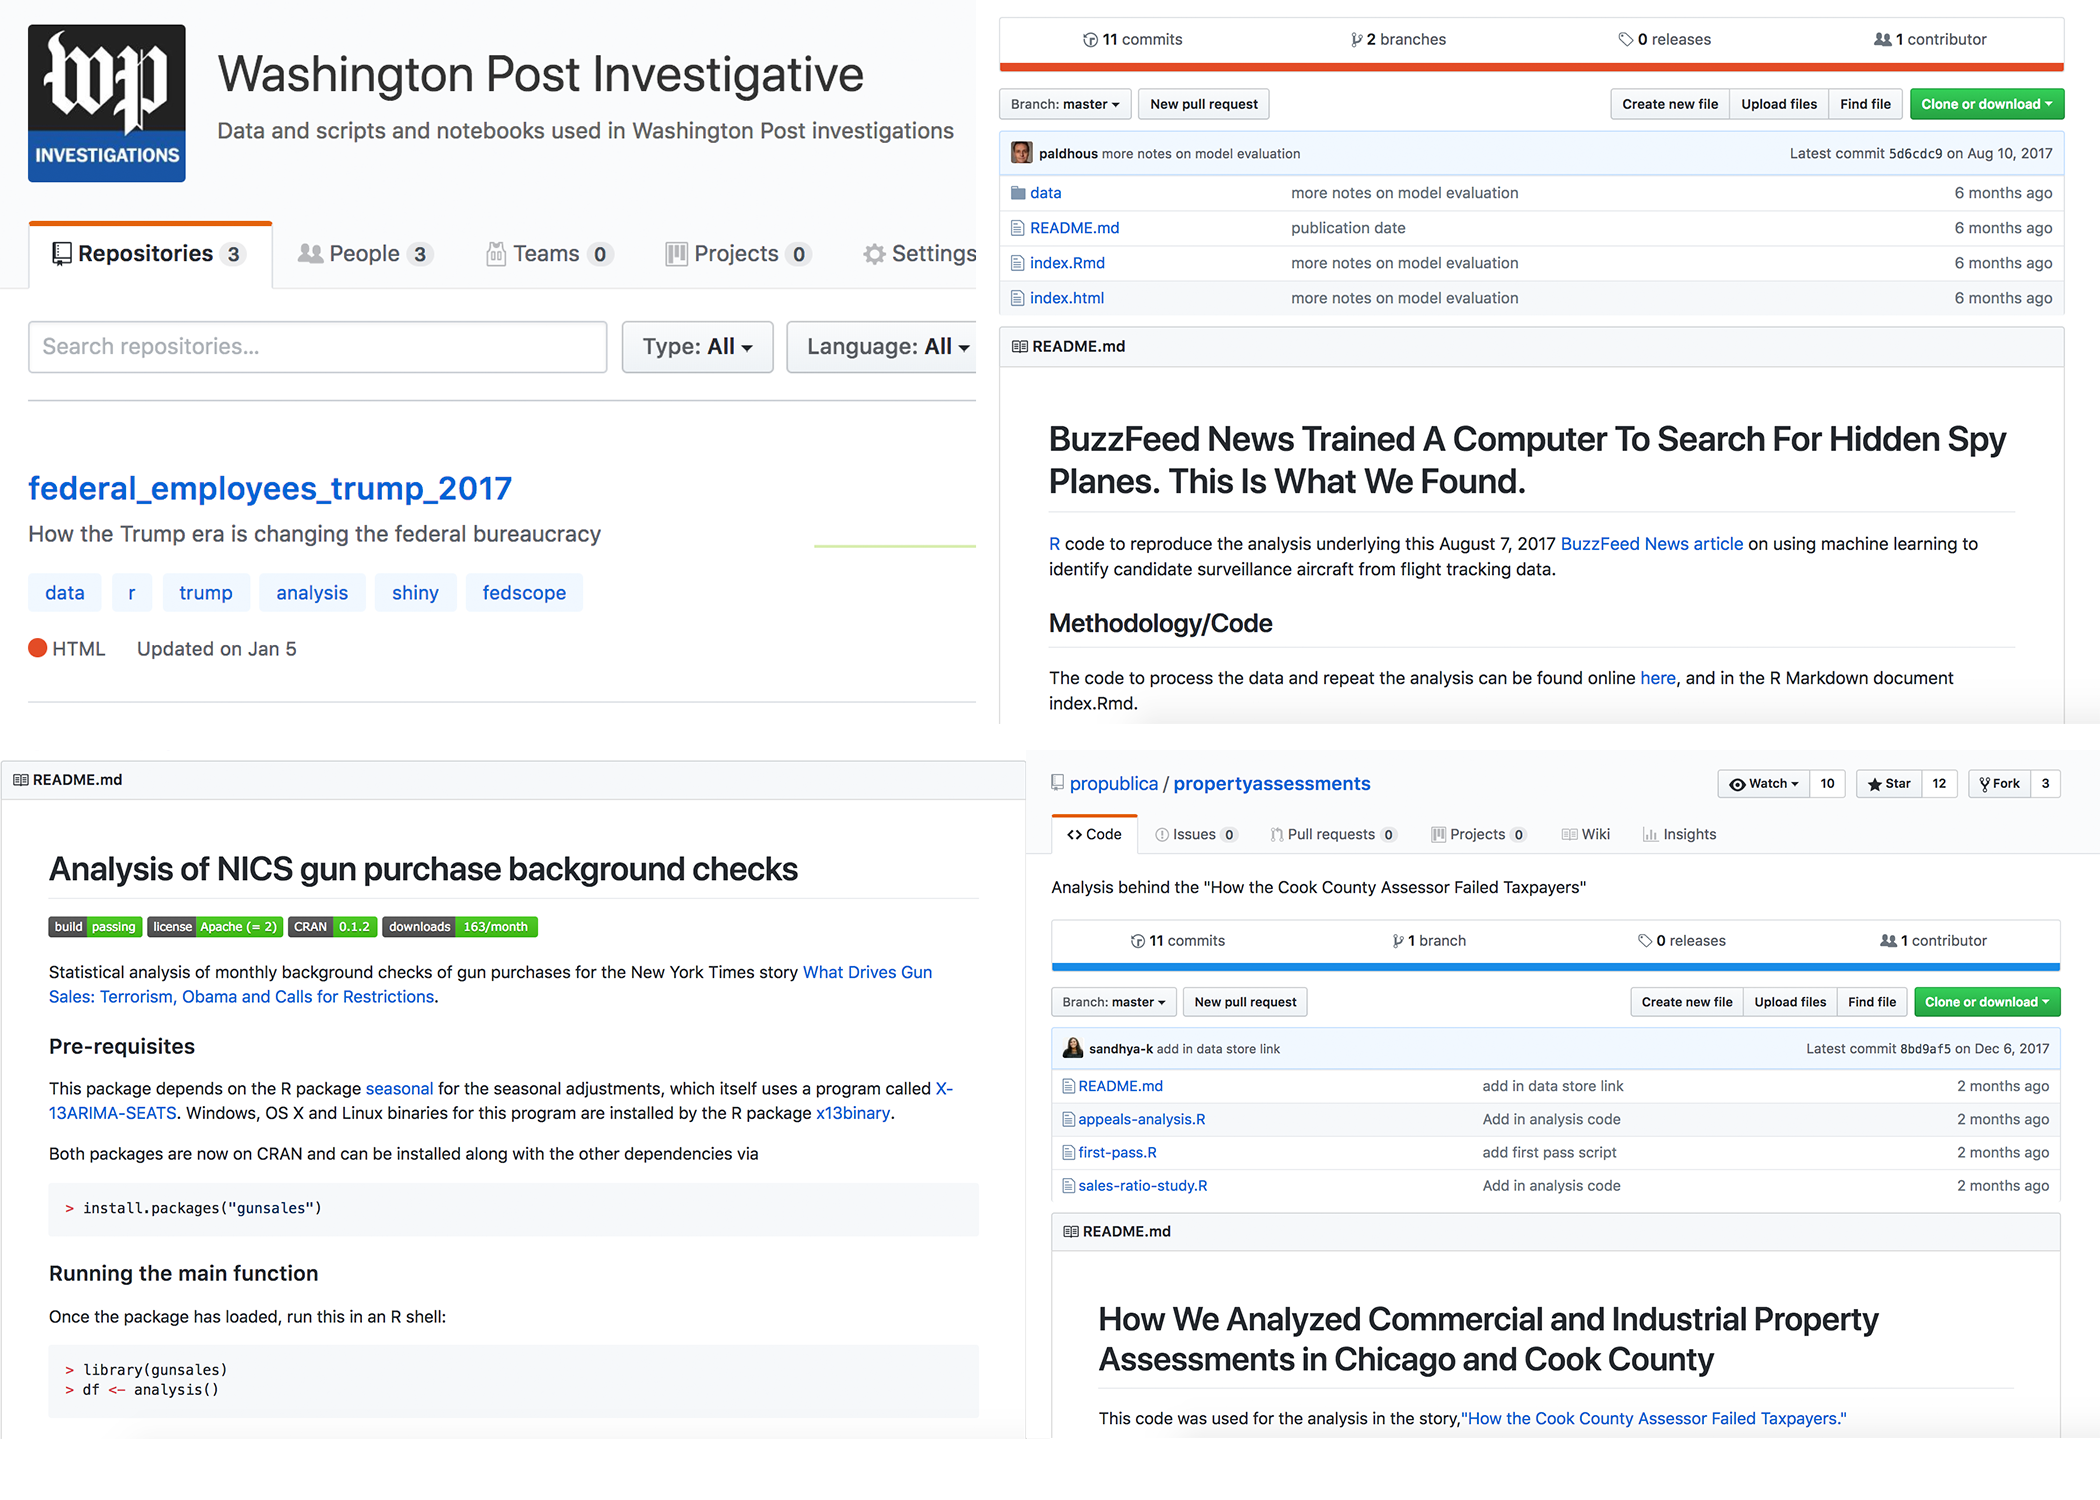 wp
INVESTIGATIONS
Washington Post Investigative
Data and scripts and notebooks used in Washington Post investigations
Repositories 3 People 3 Teams 0 Projects 0 Settings
Search repositories... Type: All Language: All
federal_employees_trump_2017
How the Trump era is changing the federal bureaucracy
data r trump analysis shiny fedscope
HTML Updated on Jan 5
11 commits 2 branches 0 releases 1 contributor
Branch: master New pull request Create new file Upload files Find file Clone or download
paldhous more notes on model evaluation Latest commit 5d6cdc9 on Aug 10, 2017
data more notes on model evaluation 6 months ago
README.md publication date 6 months ago
index.Rmd more notes on model evaluation 6 months ago
index.html more notes on model evaluation 6 months ago
README.md
BuzzFeed News Trained A Computer To Search For Hidden Spy
Planes. This Is What We Found.
R code to reproduce the analysis underlying this August 7, 2017 BuzzFeed News article on using machine learning to
identify candidate surveillance aircraft from flight tracking data.
Methodology/Code
The code to process the data and repeat the analysis can be found online here, and in the R Markdown document
index.Rmd.
README.md
Analysis of NICS gun purchase background checks
build passing license Apache (= 2) CRAN 0.1.2 downloads 163/month
Statistical analysis of monthly background checks of gun purchases for the New York Times story What Drives Gun
Sales: Terrorism, Obama and Calls for Restrictions.
Pre-requisites
This package depends on the R package seasonal for the seasonal adjustments, which itself uses a program called X-
13ARIMA-SEATS. Windows, OS X and Linux binaries for this program are installed by the R package x13binary.
Both packages are now on CRAN and can be installed along with the other dependencies via
> install.packages("gunsales")
Running the main function
Once the package has loaded, run this in an R shell:
> library(gunsales)
> df <- analysis()
propublica / propertyassessments Watch 10 Star 12 Fork 3
<> Code Issues 0 Pull requests 0 Projects 0 Wiki Insights
Analysis behind the "How the Cook County Assessor Failed Taxpayers"
11 commits 1 branch 0 releases 1 contributor
Branch: master New pull request Create new file Upload files Find file Clone or download
sandhya-k add in data store link Latest commit 8bd9af5 on Dec 6, 2017
README.md add in data store link 2 months ago
appeals-analysis.R Add in analysis code 2 months ago
first-pass.R add first pass script 2 months ago
sales-ratio-study.R Add in analysis code 2 months ago
README.md
How We Analyzed Commercial and Industrial Property
Assessments in Chicago and Cook County
This code was used for the analysis in the story,"How the Cook County Assessor Failed Taxpayers."